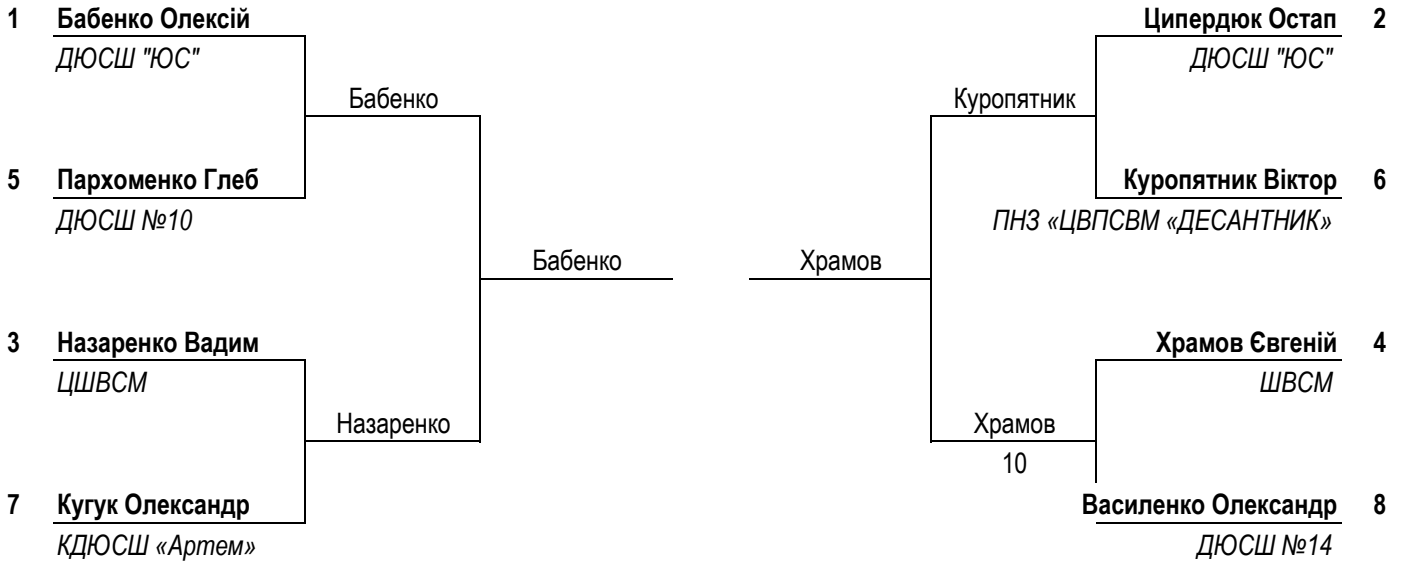 1 Бабенко Олексій Ципердюк Остап 2
ДЮСШ "ЮС" ДЮСШ "ЮС"
Бабенко Куропятник
5 Пархоменко Глеб Куропятник Віктор 6
ДЮСШ №10 ПНЗ «ЦВПСВМ «ДЕСАНТНИК»
Бабенко Храмов
3 Назаренко Вадим Храмов Євгеній 4
ЦШВСМ ШВСМ
Назаренко Храмов
10
7 Кугук Олександр Василенко Олександр 8
КДЮСШ «Артем» ДЮСШ №14